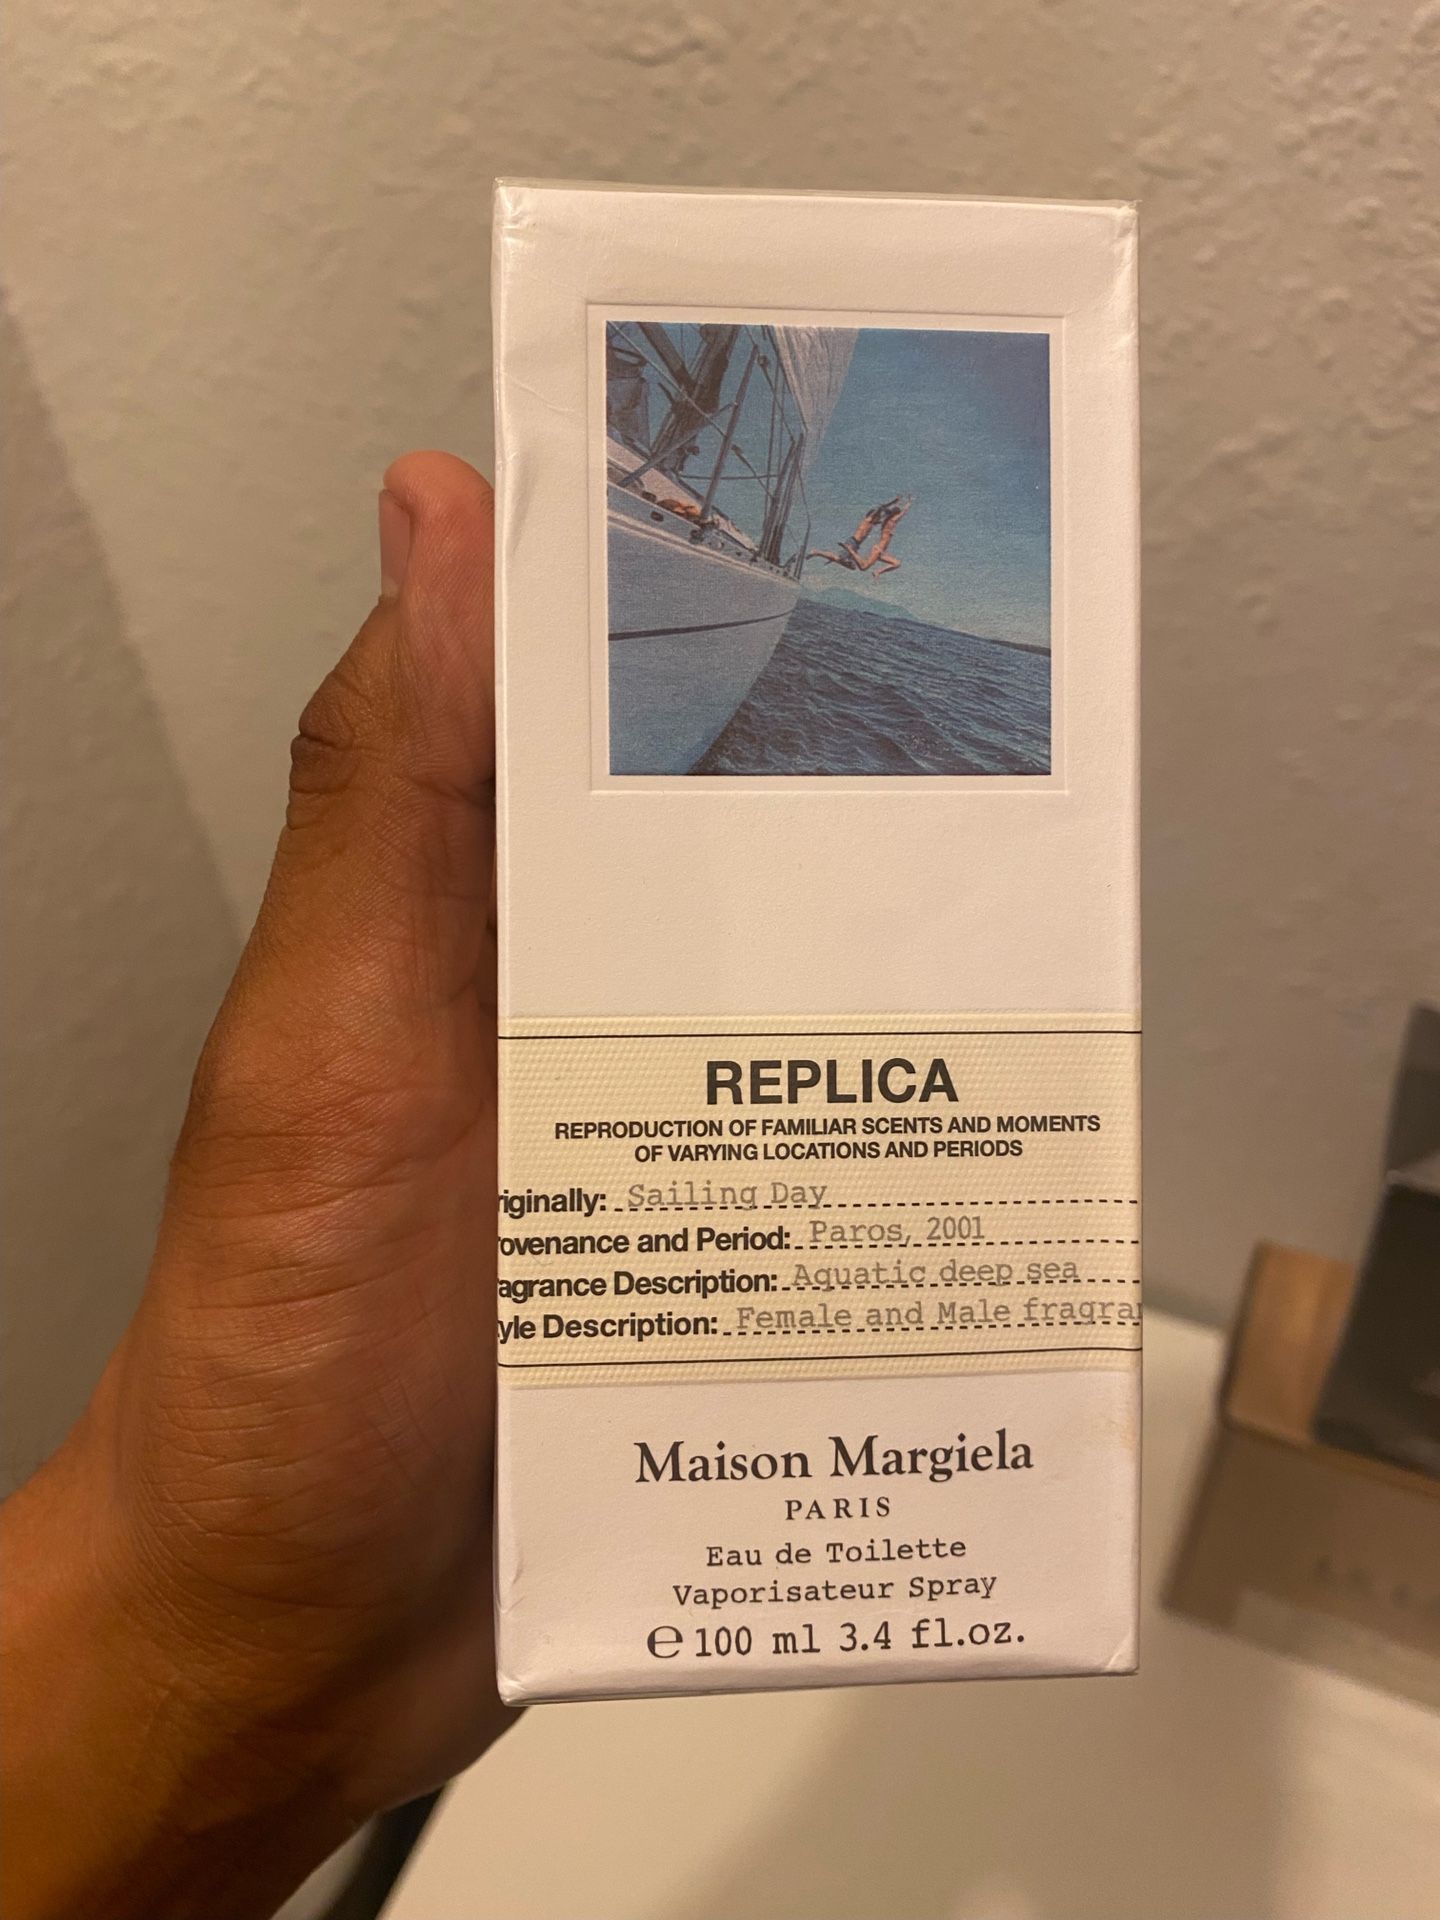 REPLICA
REPRODUCTION OF FAMILIAR SCENTS AND MOMENTS
OF VARYING LOCATIONS AND PERIODS
riginally: Sailing Day
ovenance and Period: Paros, 2001
agrance Description: Aquatic deep sea
yle Description: Female and Male fragra
Maison Margiela
PARIS
Eau de Toilette
Vaporisateur Spray
℮ 100 ml 3.4 fl.oz.